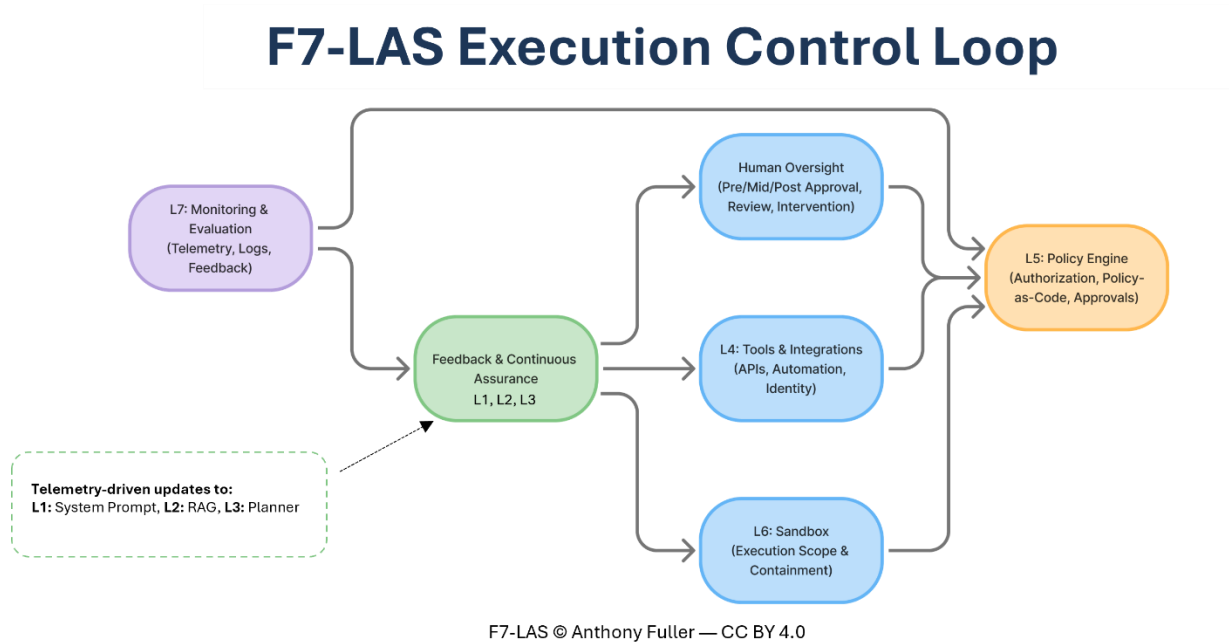 F7-LAS Execution Control Loop
L7: Monitoring &
Evaluation
(Telemetry, Logs,
Feedback)
Feedback & Continuous
Assurance
L1, L2, L3
Telemetry-driven updates to:
L1: System Prompt, L2: RAG, L3: Planner
Human Oversight
(Pre/Mid/Post Approval,
Review, Intervention)
L4: Tools & Integrations
(APIs, Automation,
Identity)
L6: Sandbox
(Execution Scope &
Containment)
L5: Policy Engine
(Authorization, Policy-
as-Code, Approvals)
F7-LAS © Anthony Fuller — CC BY 4.0